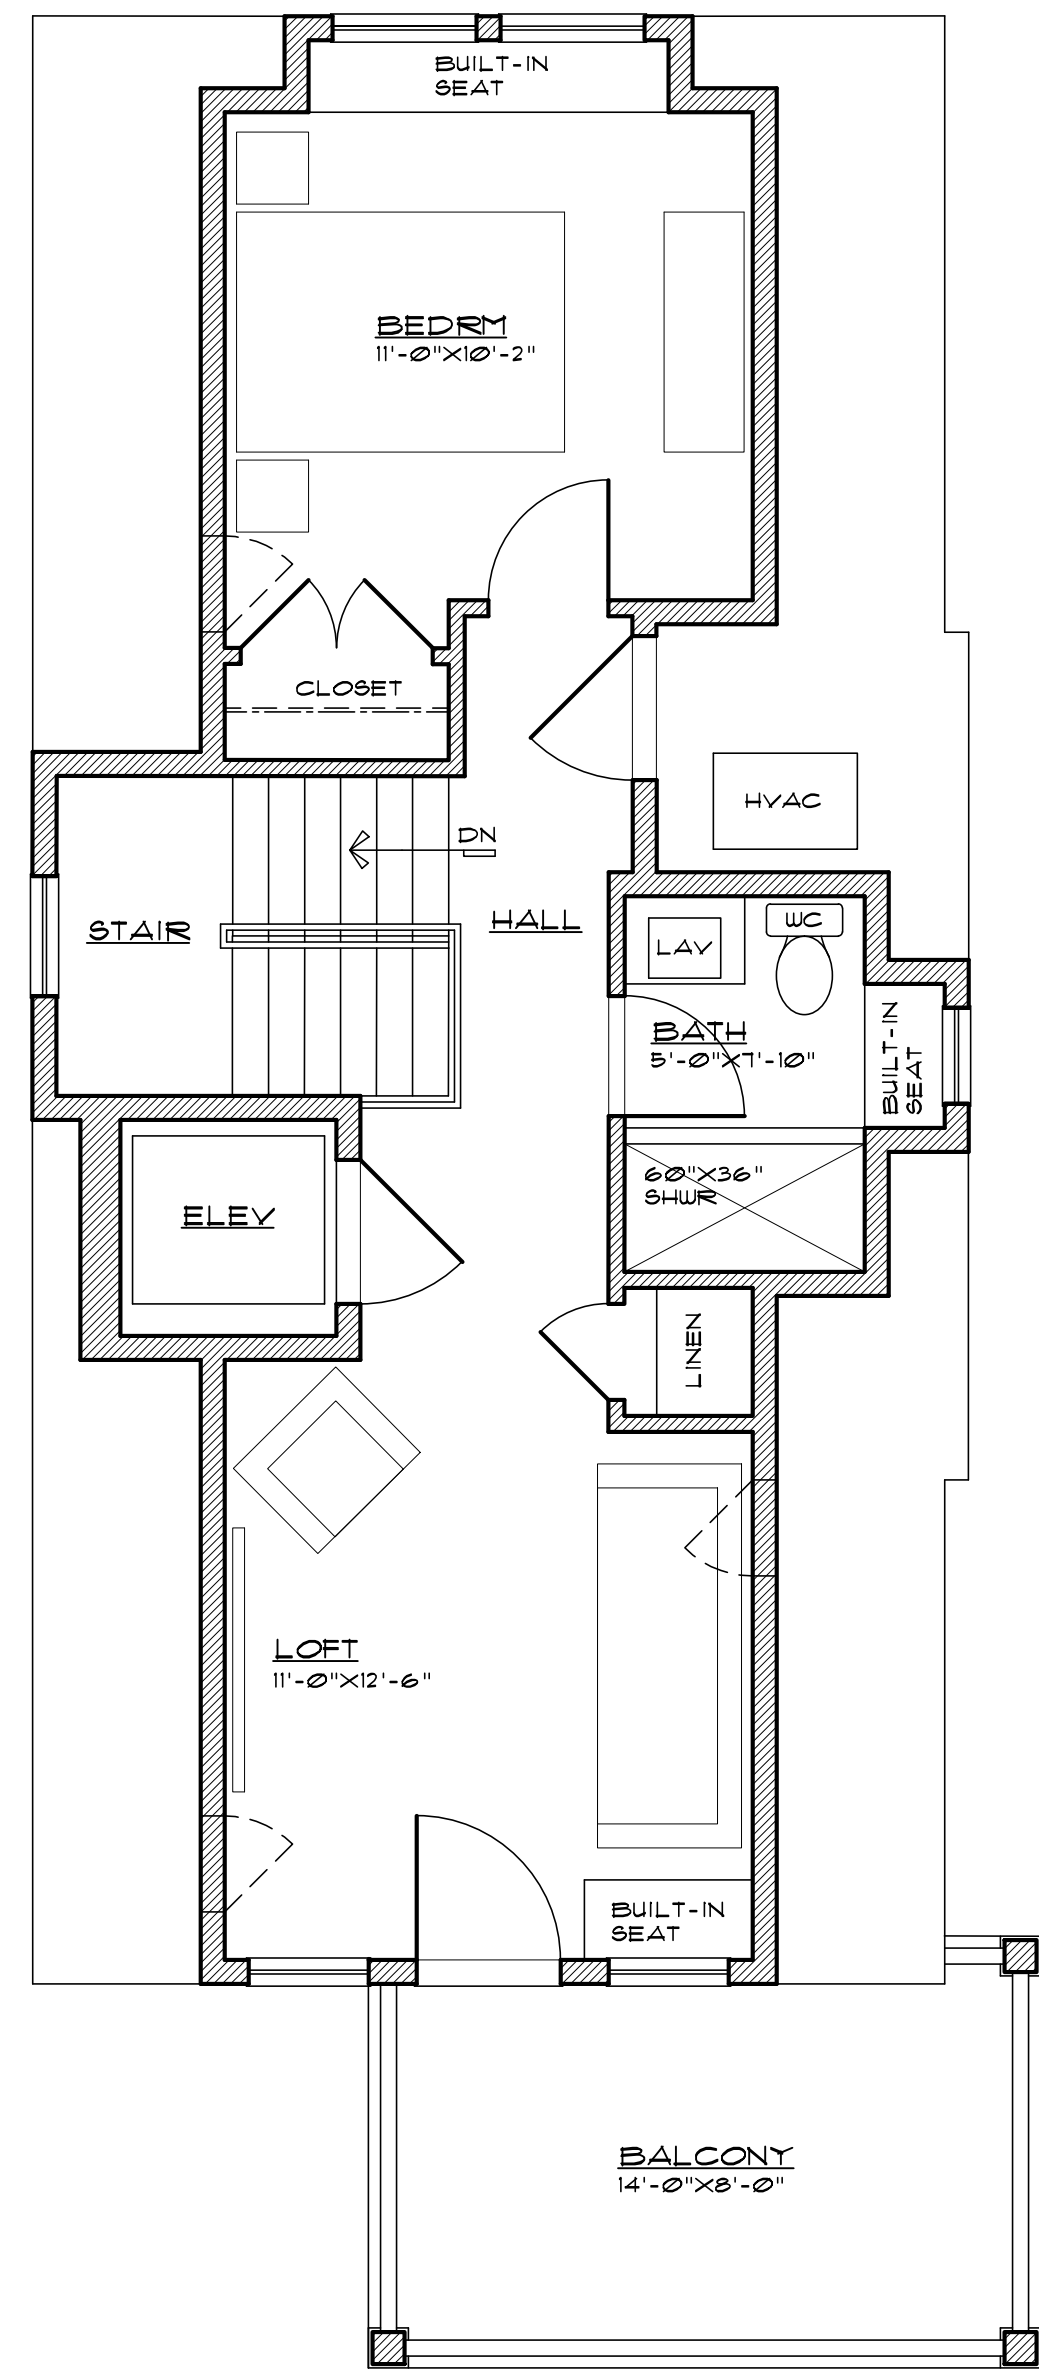 BUILT-IN
SEAT
BEDRM
11'-0"X10'-2"
CLOSET
HVAC
DN
STAIR
HALL
WC
LAV
BATH
5'-0"X7'-10"
BUILT-IN
SEAT
60"X36"
SHWR
ELEV
LINEN
LOFT
11'-0"X12'-6"
BUILT-IN
SEAT
BALCONY
14'-0"X8'-0"